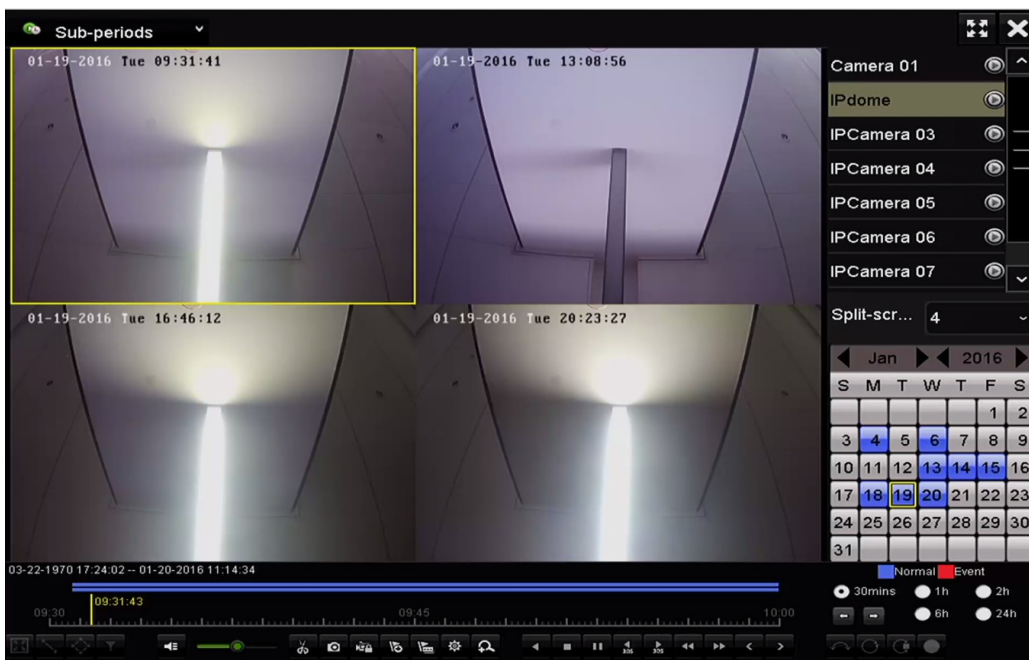 Sub-periods
01-19-2016 Tue 09:31:41
01-19-2016 Tue 13:08:56
01-19-2016 Tue 16:46:12
01-19-2016 Tue 20:23:27
Camera 01
IPdome
IPCamera 03
IPCamera 04
IPCamera 05
IPCamera 06
IPCamera 07
Split-scr... 4
Jan 2016
S M T W T F S
1 2
3 4 5 6 7 8 9
10 11 12 13 14 15 16
17 18 19 20 21 22 23
24 25 26 27 28 29 30
31
Normal Event
03-22-1970 17:24:02 -- 01-20-2016 11:14:34
09:31:43
09:30 09:45 10:00
30mins 1h 2h
6h 24h
30S 30S